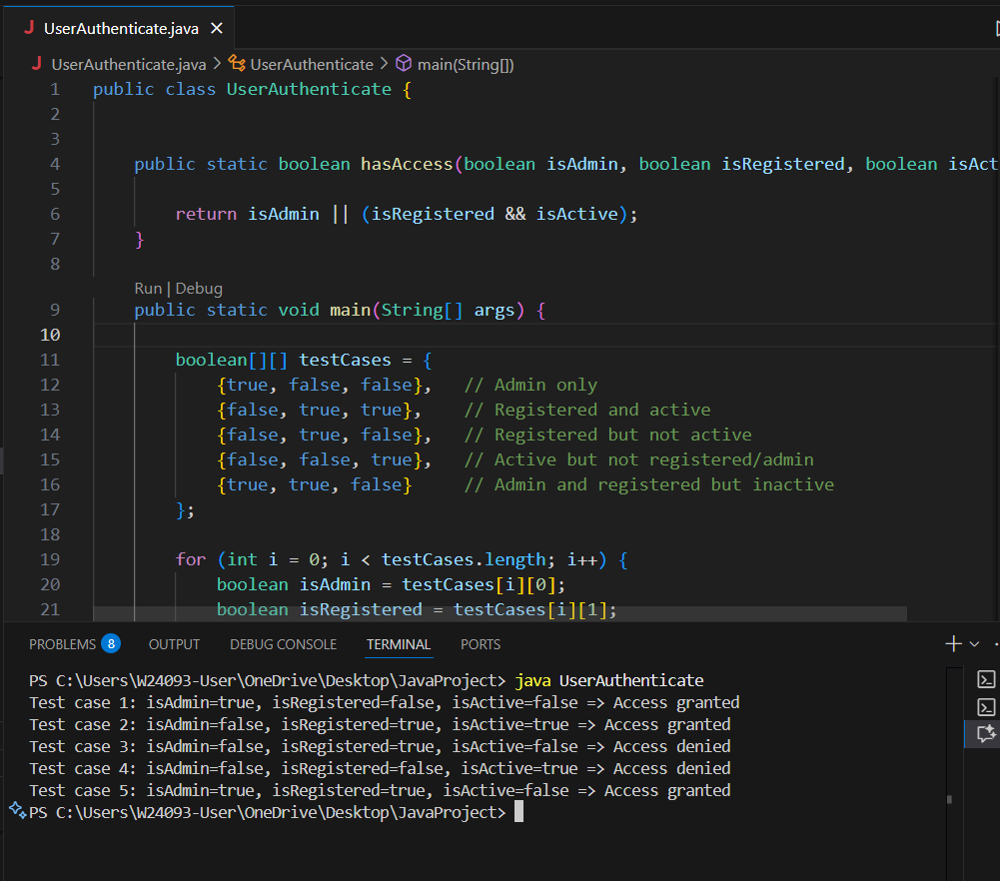 J UserAuthenticate.java ×
J UserAuthenticate.java > UserAuthenticate > main(String[])
1 public class UserAuthenticate {
2
3
4 public static boolean hasAccess(boolean isAdmin, boolean isRegistered, boolean isAct
5
6 return isAdmin || (isRegistered && isActive);
7 }
8
Run | Debug
9 public static void main(String[] args) {
10
11 boolean[][] testCases = {
12 {true, false, false}, // Admin only
13 {false, true, true}, // Registered and active
14 {false, true, false}, // Registered but not active
15 {false, false, true}, // Active but not registered/admin
16 {true, true, false} // Admin and registered but inactive
17 };
18
19 for (int i = 0; i < testCases.length; i++) {
20 boolean isAdmin = testCases[i][0];
21 boolean isRegistered = testCases[i][1];
PROBLEMS 8 OUTPUT DEBUG CONSOLE TERMINAL PORTS
PS C:\Users\W24093-User\OneDrive\Desktop\JavaProject> java UserAuthenticate
Test case 1: isAdmin=true, isRegistered=false, isActive=false => Access granted
Test case 2: isAdmin=false, isRegistered=true, isActive=true => Access granted
Test case 3: isAdmin=false, isRegistered=true, isActive=false => Access denied
Test case 4: isAdmin=false, isRegistered=false, isActive=true => Access denied
Test case 5: isAdmin=true, isRegistered=true, isActive=false => Access granted
PS C:\Users\W24093-User\OneDrive\Desktop\JavaProject>